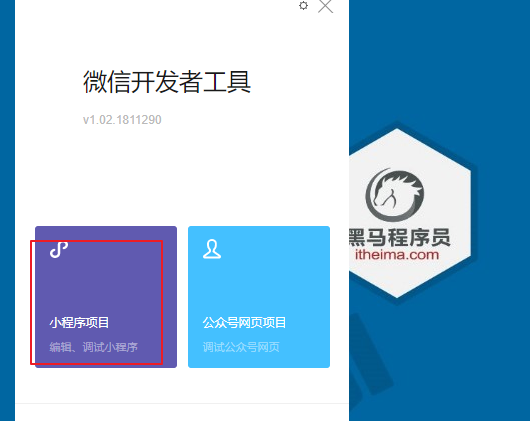 微信开发者工具
v1.02.1811290
小程序项目
编辑、调试小程序
公众号网页项目
调试公众号网页
黑马程序员
itheima.com